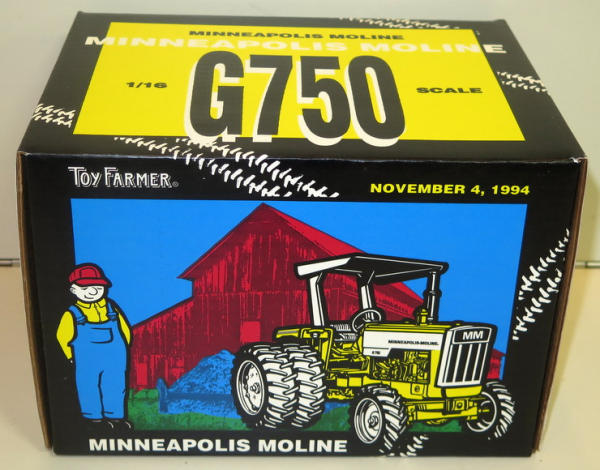 MINNEAPOLIS MOLINE
MINNEAPOLIS MOLINE
1/16 G750 SCALE
TOY FARMER®
NOVEMBER 4, 1994
MINNEAPOLIS-MOLINE.
MM
MINNEAPOLIS MOLINE